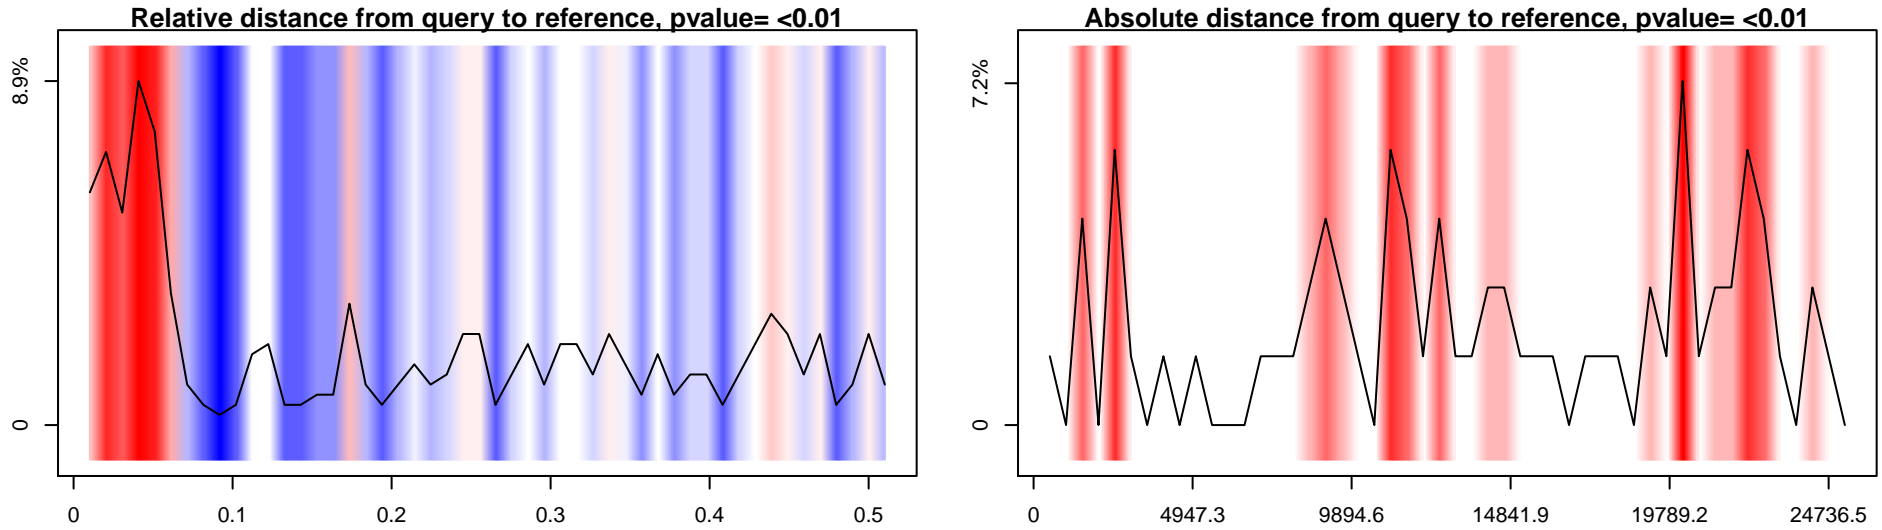 Relative distance from query to reference, pvalue= <0.01
8.9%
0
0 0.1 0.2 0.3 0.4 0.5
Absolute distance from query to reference, pvalue= <0.01
7.2%
0
0 4947.3 9894.6 14841.9 19789.2 24736.5